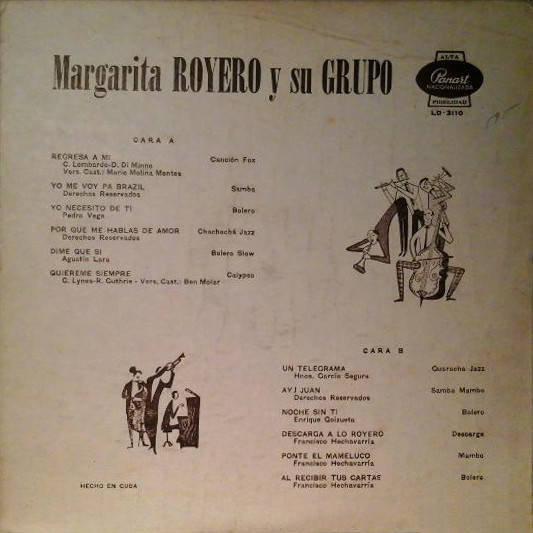 Margarita ROYERO y su GRUPO
ALTA
Panart
NACIONALIZADA
FIDELIDAD
LD-3110
CARA A
REGRESA A MI Canción Fox
C. Lombardo-D. Di Minno
Vers. Cast.: Mario Molina Montes
YO ME VOY PA BRAZIL Samba
Derechos Reservados
YO NECESITO DE TI Bolero
Pedro Vega
POR QUE ME HABLAS DE AMOR Chachachá Jazz
Derechos Reservados
DIME QUE SI Bolero Slow
Agustín Lara
QUIEREME SIEMPRE Calypso
G. Lynes-R. Guthrie - Vers. Cast.: Ben Molar
CARA B
UN TELEGRAMA Guaracha Jazz
Hnos. García Segura
AY! JUAN Samba Mambo
Derechos Reservados
NOCHE SIN TI Bolero
Enrique Goizueta
DESCARGA A LO ROYERO Descarga
Francisco Hechavarría
PONTE EL MAMELUCO Mambo
Francisco Hechavarría
AL RECIBIR TUS CARTAS Bolero
Francisco Hechavarría
HECHO EN CUBA